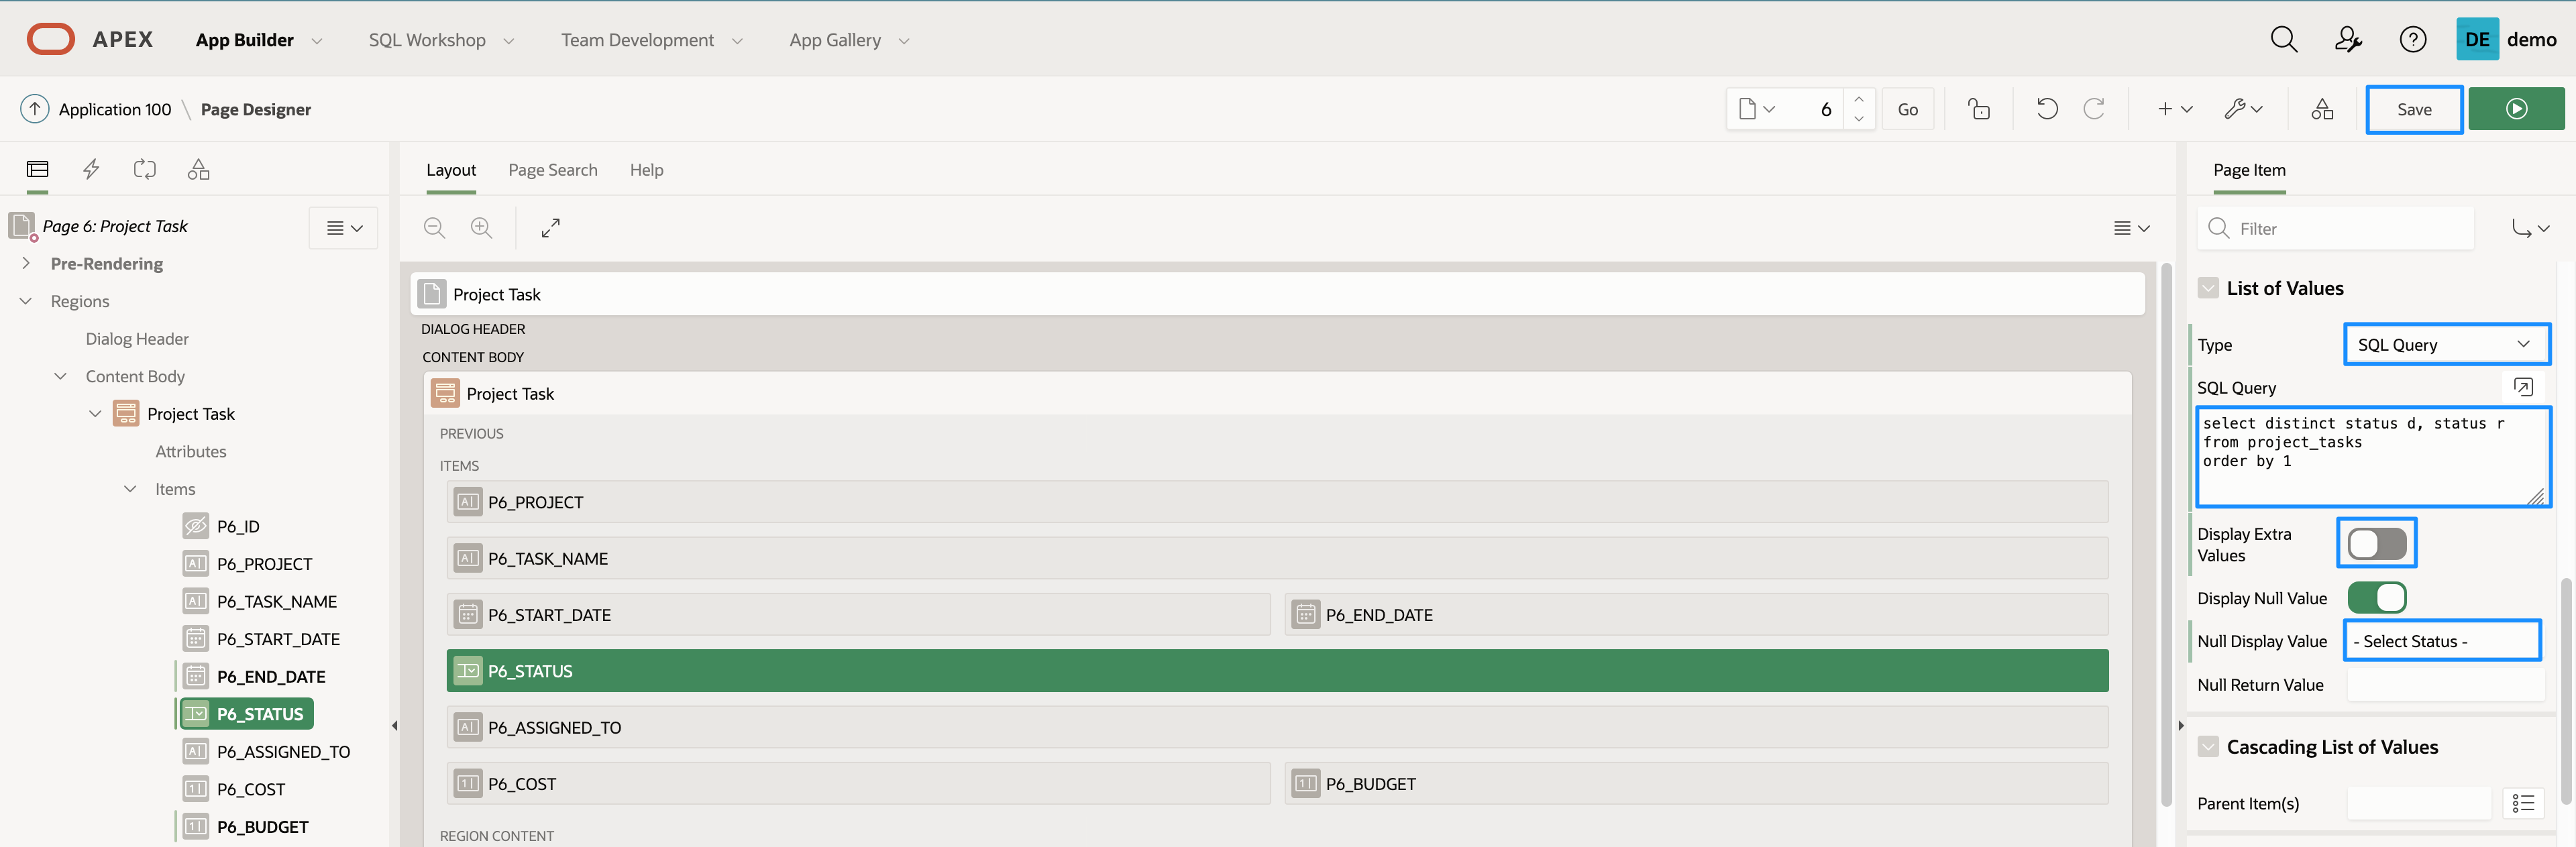 APEX
App Builder
SQL Workshop
Team Development
App Gallery
DE
demo
Application 100 \ Page Designer
6
Go
Save
Layout
Page Search
Help
Page Item
Page 6: Project Task
Pre-Rendering
Regions
Dialog Header
Content Body
Project Task
Attributes
Items
P6_ID
P6_PROJECT
P6_TASK_NAME
P6_START_DATE
P6_END_DATE
P6_STATUS
P6_ASSIGNED_TO
P6_COST
P6_BUDGET
Project Task
DIALOG HEADER
CONTENT BODY
Project Task
PREVIOUS
ITEMS
P6_PROJECT
P6_TASK_NAME
P6_START_DATE
P6_END_DATE
P6_STATUS
P6_ASSIGNED_TO
P6_COST
P6_BUDGET
REGION CONTENT
Filter
List of Values
Type
SQL Query
SQL Query
select distinct status d, status r
from project_tasks
order by 1
Display Extra
Values
Display Null Value
Null Display Value
- Select Status -
Null Return Value
Cascading List of Values
Parent Item(s)